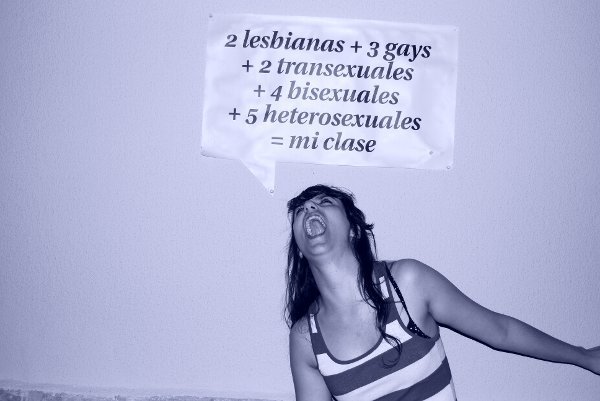 2 lesbianas + 3 gays
+ 2 transexuales
+ 4 bisexuales
+ 5 heterosexuales
= mi clase